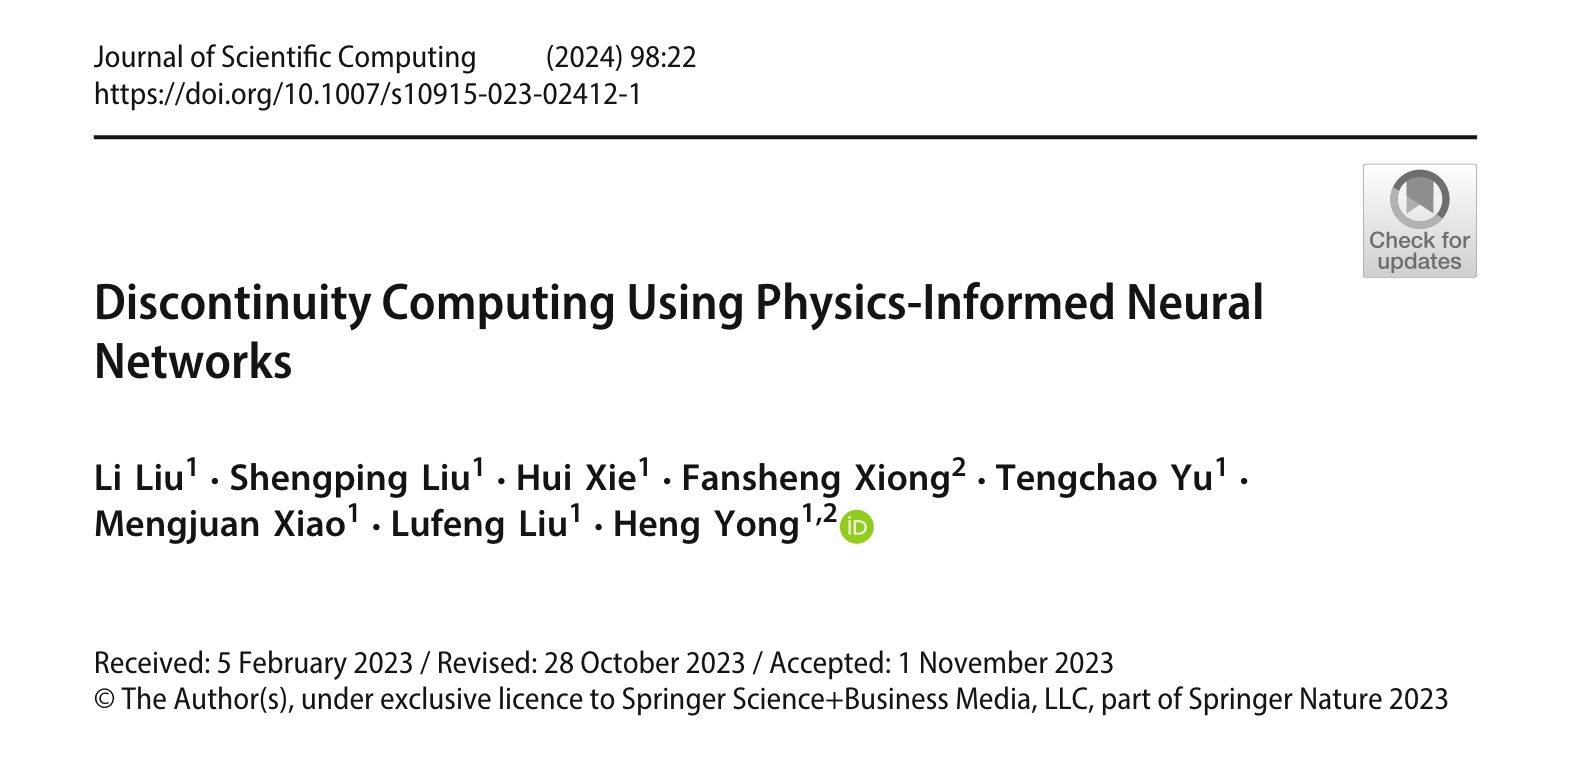 Journal of Scientific Computing (2024) 98:22
https://doi.org/10.1007/s10915-023-02412-1
Check for
updates
Discontinuity Computing Using Physics-Informed Neural
Networks
Li Liu1 · Shengping Liu1 · Hui Xie1 · Fansheng Xiong2 · Tengchao Yu1 ·
Mengjuan Xiao1 · Lufeng Liu1 · Heng Yong1,2 iD
Received: 5 February 2023 / Revised: 28 October 2023 / Accepted: 1 November 2023
© The Author(s), under exclusive licence to Springer Science+Business Media, LLC, part of Springer Nature 2023